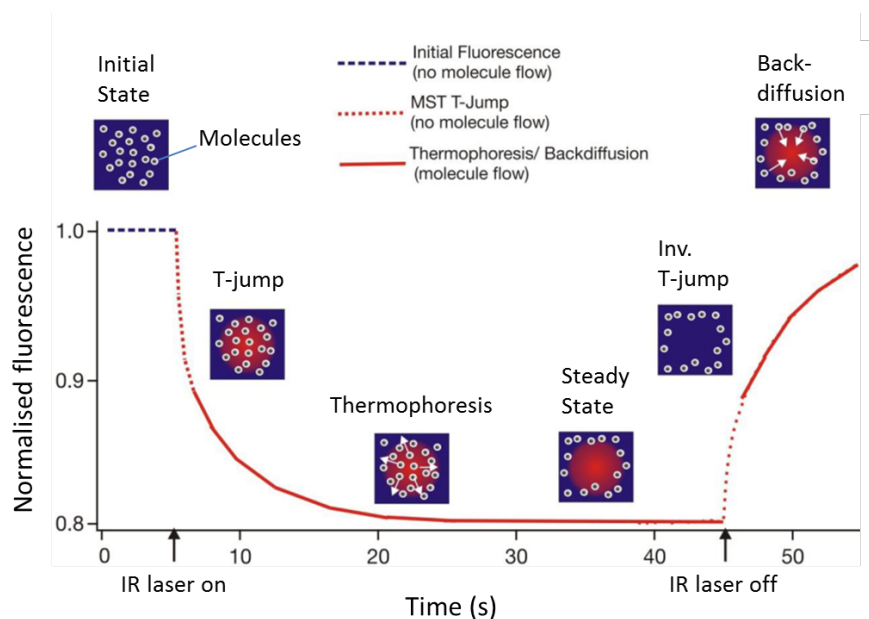 Initial
State
Molecules
Initial Fluorescence
(no molecule flow)
MST T-Jump
(no molecule flow)
Thermophoresis/ Backdiffusion
(molecule flow)
Back-
diffusion
Normalised fluorescence
1.0
0.9
0.8
T-jump
Thermophoresis
Steady
State
Inv.
T-jump
0 10 20 30 40 50
IR laser on
IR laser off
Time (s)